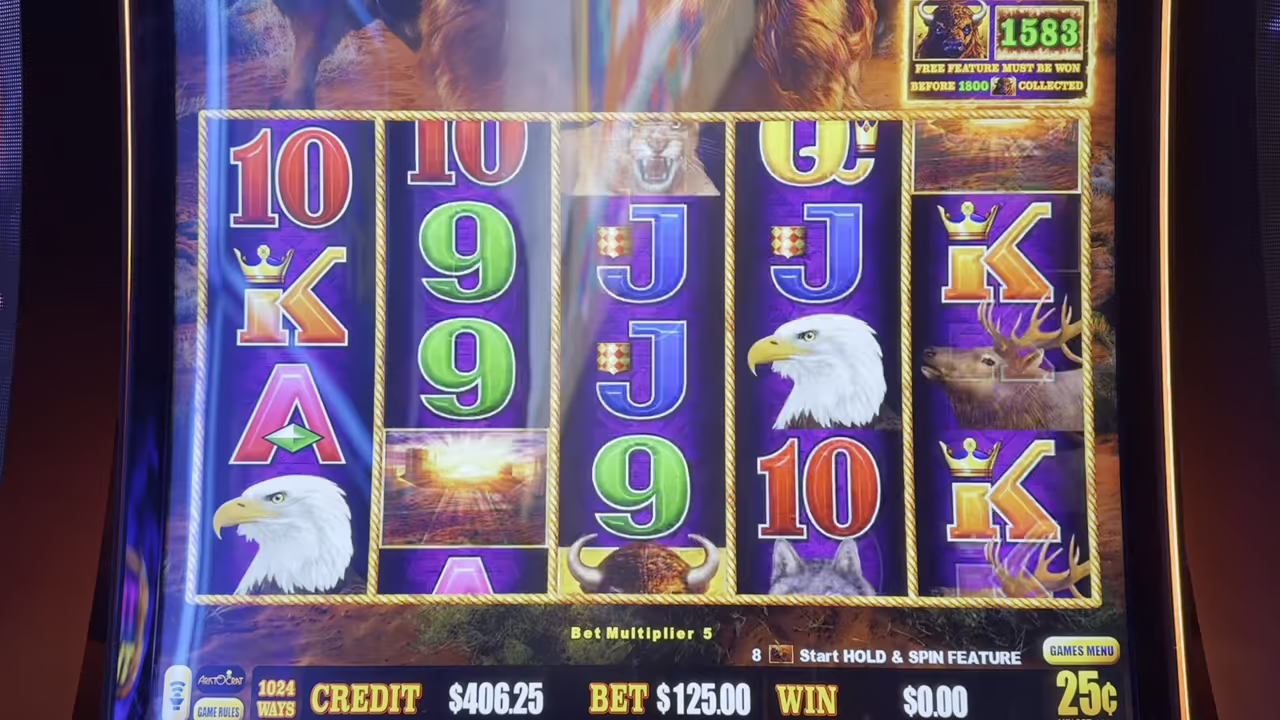 1583
FREE FEATURE MUST BE WON
BEFORE 1800 COLLECTED
10 10 Q
9 J J K
K
9 J
A
9 10 K
A
Bet Multiplier 5
8 Start HOLD & SPIN FEATURE
GAMES MENU
ARISTOCRAT
GAME RULES
1024
WAYS
CREDIT $406.25 BET $125.00 WIN $0.00
25¢